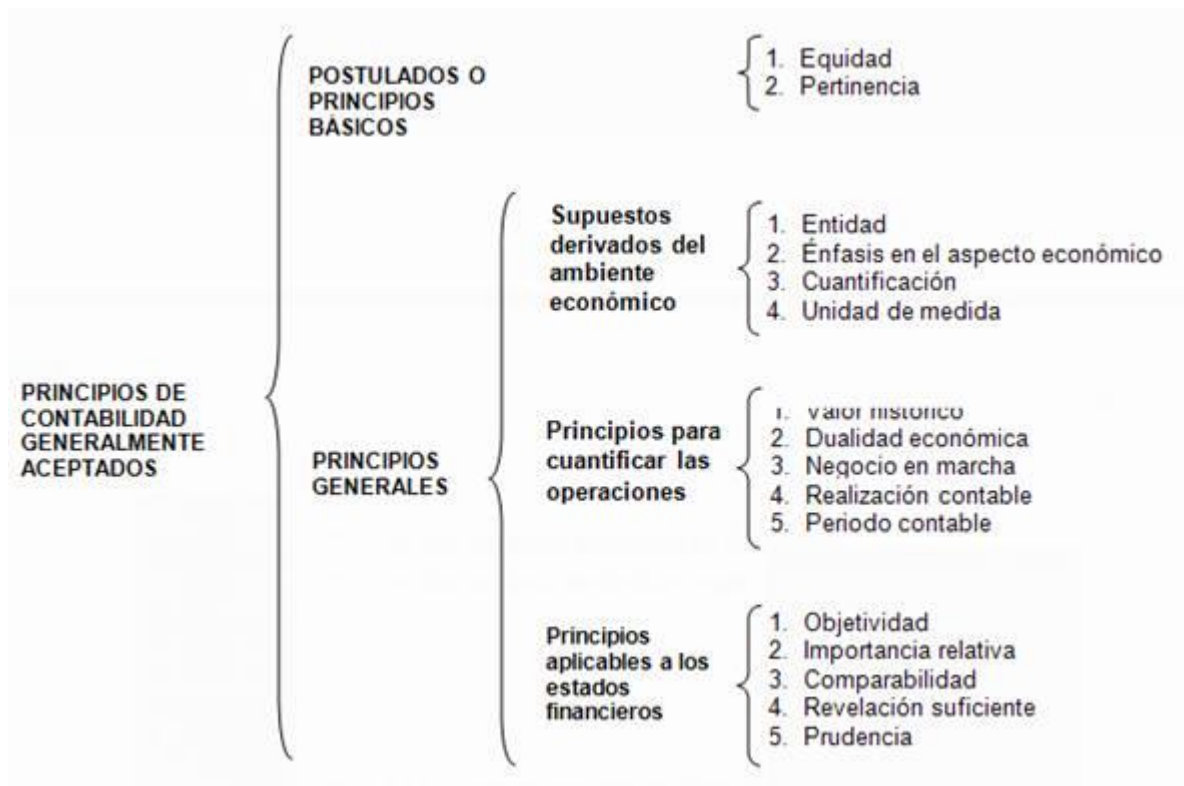 PRINCIPIOS DE
CONTABILIDAD
GENERALMENTE
ACEPTADOS
POSTULADOS O
PRINCIPIOS
BÁSICOS
1. Equidad
2. Pertinencia
PRINCIPIOS
GENERALES
Supuestos
derivados del
ambiente
económico
1. Entidad
2. Énfasis en el aspecto económico
3. Cuantificación
4. Unidad de medida
Principios para
cuantificar las
operaciones
1. Valor histórico
2. Dualidad económica
3. Negocio en marcha
4. Realización contable
5. Periodo contable
Principios
aplicables a los
estados
financieros
1. Objetividad
2. Importancia relativa
3. Comparabilidad
4. Revelación suficiente
5. Prudencia